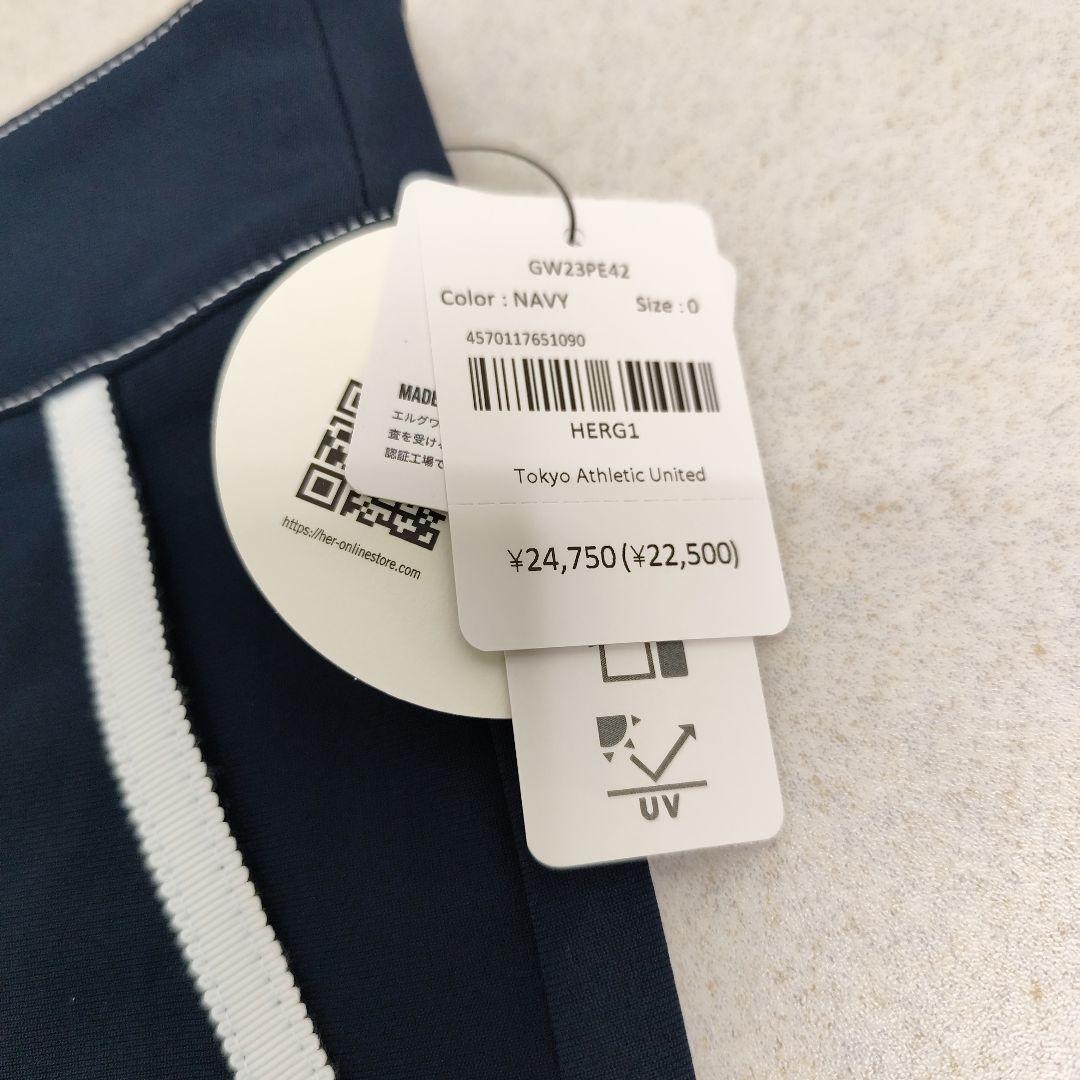 GW23PE42
Color : NAVY Size : 0
4570117651090
HERG1
Tokyo Athletic United
¥24,750(¥22,500)
MADE
エルグワ
査を受け
認証工場で
https://her-onlinestore.com
UV